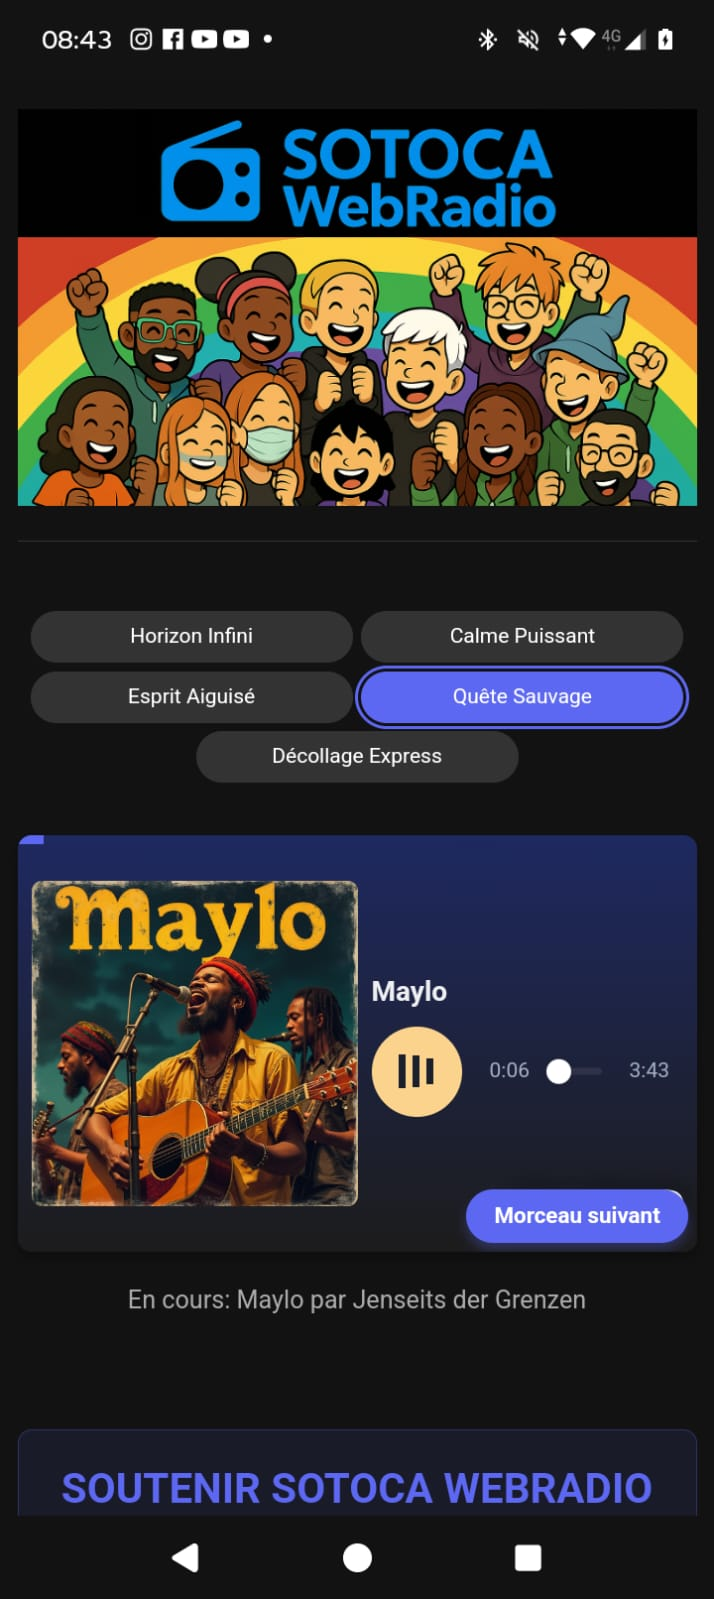 08:43
4G
SOTOCA
WebRadio
Horizon Infini
Calme Puissant
Esprit Aiguisé
Quête Sauvage
Décollage Express
Maylo
Maylo
0:06
3:43
Morceau suivant
En cours: Maylo par Jenseits der Grenzen
SOUTENIR SOTOCA WEBRADIO